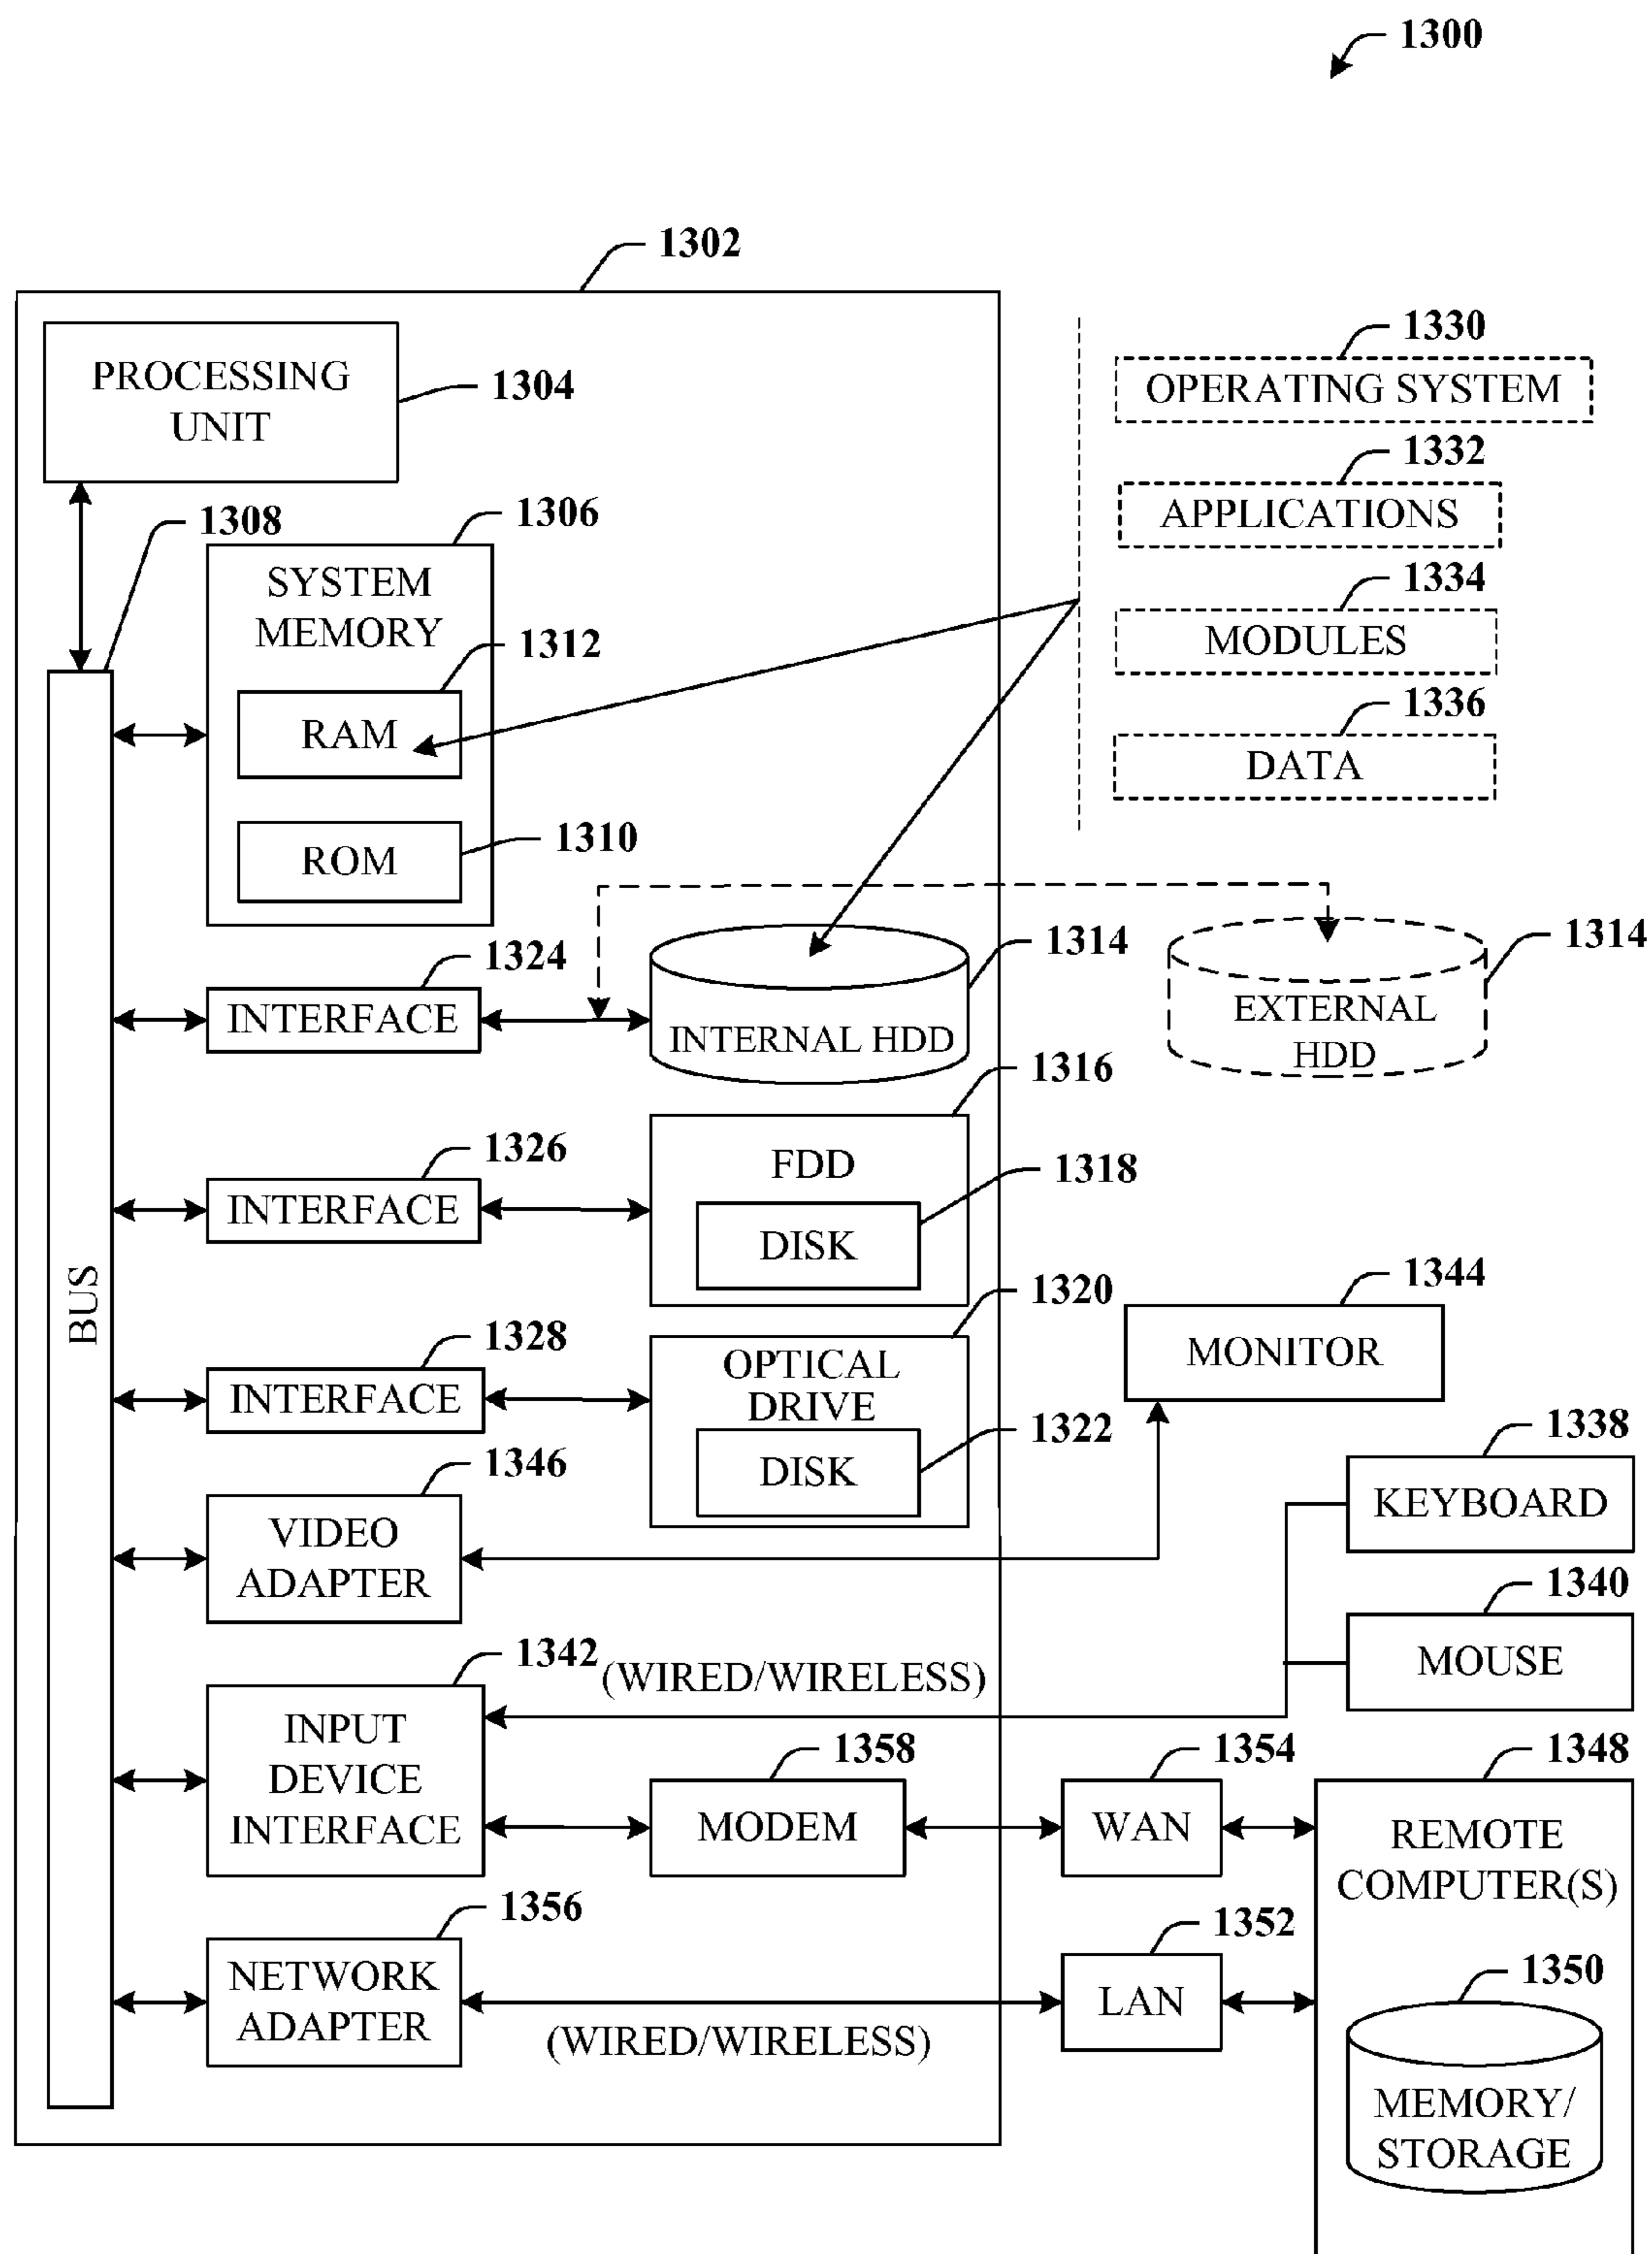 1300
1302
PROCESSING
UNIT
1304
1330
OPERATING SYSTEM
1332
APPLICATIONS
1334
MODULES
1336
DATA
1308
1306
SYSTEM
MEMORY
1312
RAM
1310
ROM
BUS
1324
INTERFACE
1314
INTERNAL HDD
1314
EXTERNAL
HDD
1326
INTERFACE
1316
FDD
1318
DISK
1328
INTERFACE
1320
OPTICAL
DRIVE
1322
DISK
1344
MONITOR
1346
VIDEO
ADAPTER
1338
KEYBOARD
1340
MOUSE
1342
(WIRED/WIRELESS)
INPUT
DEVICE
INTERFACE
1358
MODEM
1354
WAN
1348
REMOTE
COMPUTER(S)
1356
NETWORK
ADAPTER
(WIRED/WIRELESS)
1352
LAN
1350
MEMORY/
STORAGE